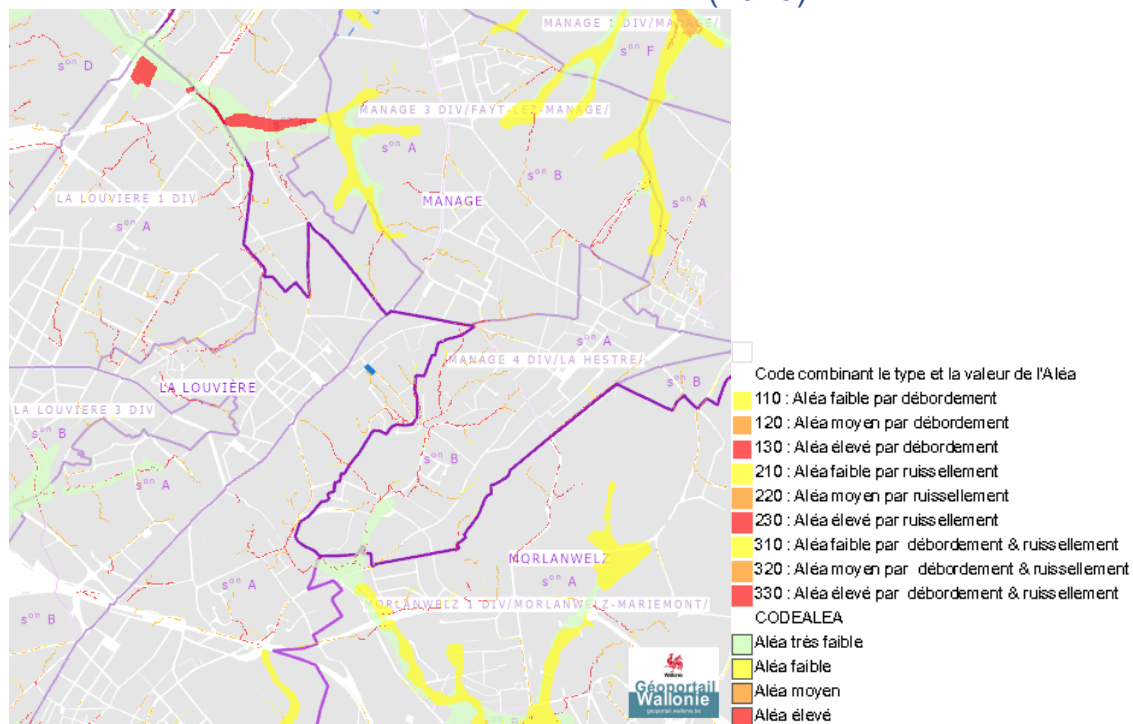 MANAGE 1 DIV/MANAGE/
sᵒⁿ F
sᵒⁿ D
MANAGE 3 DIV/FAYT-LEZ-MANAGE/
sᵒⁿ A
sᵒⁿ B
LA LOUVIERE 1 DIV
MANAGE
sᵒⁿ A
sᵒⁿ A
sᵒⁿ A
MANAGE 4 DIV/LA HESTRE/
LA LOUVIÈRE
sᵒⁿ B
LA LOUVIERE 3 DIV
sᵒⁿ B
sᵒⁿ B
sᵒⁿ A
MORLANWELZ
sᵒⁿ A
sᵒⁿ A
MORLANWELZ 1 DIV/MORLANWELZ-MARIEMONT/
sᵒⁿ B
Wallonie
Géoportail
Wallonie
geoportail.wallonie.be
Code combinant le type et la valeur de l'Aléa
110 : Aléa faible par débordement
120 : Aléa moyen par débordement
130 : Aléa élevé par débordement
210 : Aléa faible par ruissellement
220 : Aléa moyen par ruissellement
230 : Aléa élevé par ruissellement
310 : Aléa faible par débordement & ruissellement
320 : Aléa moyen par débordement & ruissellement
330 : Aléa élevé par débordement & ruissellement
CODEALEA
Aléa très faible
Aléa faible
Aléa moyen
Aléa élevé